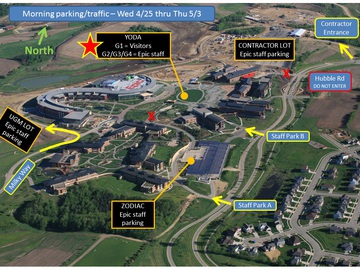 Morning parking/traffic – Wed 4/25 thru Thu 5/3
Contractor
Entrance
North
YODA
G1 = Visitors
G2/G3/G4 = Epic staff
CONTRACTOR LOT
Epic staff parking
Hubble Rd
DO NOT ENTER
UGM LOT
Epic staff
parking
Staff Park B
Milky Way
ZODIAC
Epic staff
parking
Staff Park A